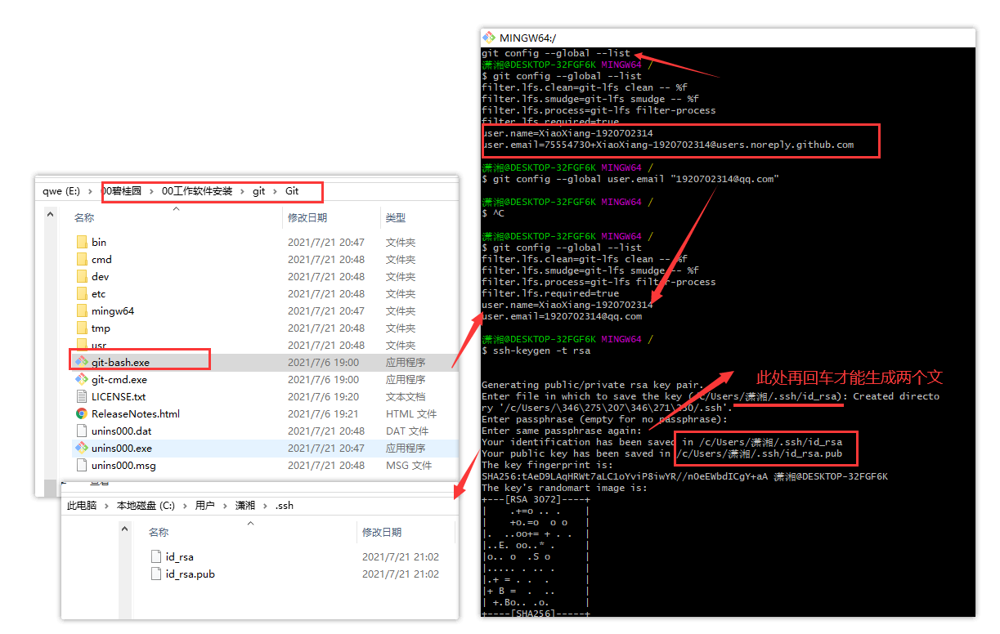 qwe (E:) › 00碧桂园 › 00工作软件安装 › git › Git
名称 修改日期 类型
bin 2021/7/21 20:47 文件夹
cmd 2021/7/21 20:48 文件夹
dev 2021/7/21 20:48 文件夹
etc 2021/7/21 20:48 文件夹
mingw64 2021/7/21 20:47 文件夹
tmp 2021/7/21 20:48 文件夹
usr 2021/7/21 20:48 文件夹
git-bash.exe 2021/7/6 19:00 应用程序
git-cmd.exe 2021/7/6 19:00 应用程序
LICENSE.txt 2021/7/6 19:20 文本文档
ReleaseNotes.html 2021/7/6 19:21 HTML 文件
unins000.dat 2021/7/21 20:48 DAT 文件
unins000.exe 2021/7/21 20:47 应用程序
unins000.msg 2021/7/21 20:48 MSG 文件
查看
此电脑 › 本地磁盘 (C:) › 用户 › 潇湘 › .ssh
名称 修改日期
id_rsa 2021/7/21 21:02
id_rsa.pub 2021/7/21 21:02
MINGW64:/
git config --global --list
潇湘@DESKTOP-32FGF6K MINGW64 /
$ git config --global --list
filter.lfs.clean=git-lfs clean -- %f
filter.lfs.smudge=git-lfs smudge -- %f
filter.lfs.process=git-lfs filter-process
filter.lfs.required=true
user.name=XiaoXiang-1920702314
user.email=75554730+XiaoXiang-1920702314@users.noreply.github.com
潇湘@DESKTOP-32FGF6K MINGW64 /
$ git config --global user.email "1920702314@qq.com"
潇湘@DESKTOP-32FGF6K MINGW64 /
$ ^C
潇湘@DESKTOP-32FGF6K MINGW64 /
$ git config --global --list
filter.lfs.clean=git-lfs clean -- %f
filter.lfs.smudge=git-lfs smudge -- %f
filter.lfs.process=git-lfs filter-process
filter.lfs.required=true
user.name=XiaoXiang-1920702314
user.email=1920702314@qq.com
潇湘@DESKTOP-32FGF6K MINGW64 /
$ ssh-keygen -t rsa
此处再回车才能生成两个文
Generating public/private rsa key pair.
Enter file in which to save the key (/c/Users/潇湘/.ssh/id_rsa): Created directo
ry '/c/Users/\346\275\207\346\271\230/.ssh'.
Enter passphrase (empty for no passphrase):
Enter same passphrase again:
Your identification has been saved in /c/Users/潇湘/.ssh/id_rsa
Your public key has been saved in /c/Users/潇湘/.ssh/id_rsa.pub
The key fingerprint is:
SHA256:tAeD9LAqHRWt7aLC1oYviP8iwYR//nOeEWbdICgY+aA 潇湘@DESKTOP-32FGF6K
The key's randomart image is:
+---[RSA 3072]----+
|    .+=o .. .    |
|    +o.=o  o o   |
|.  ..oo+= + . .  |
|..E. oo..* .     |
|o.. o  .S o      |
|..... . .. .     |
|.+ = . .  .      |
|+ B =  .  ..     |
| +.Bo.. .o.      |
+----[SHA256]-----+